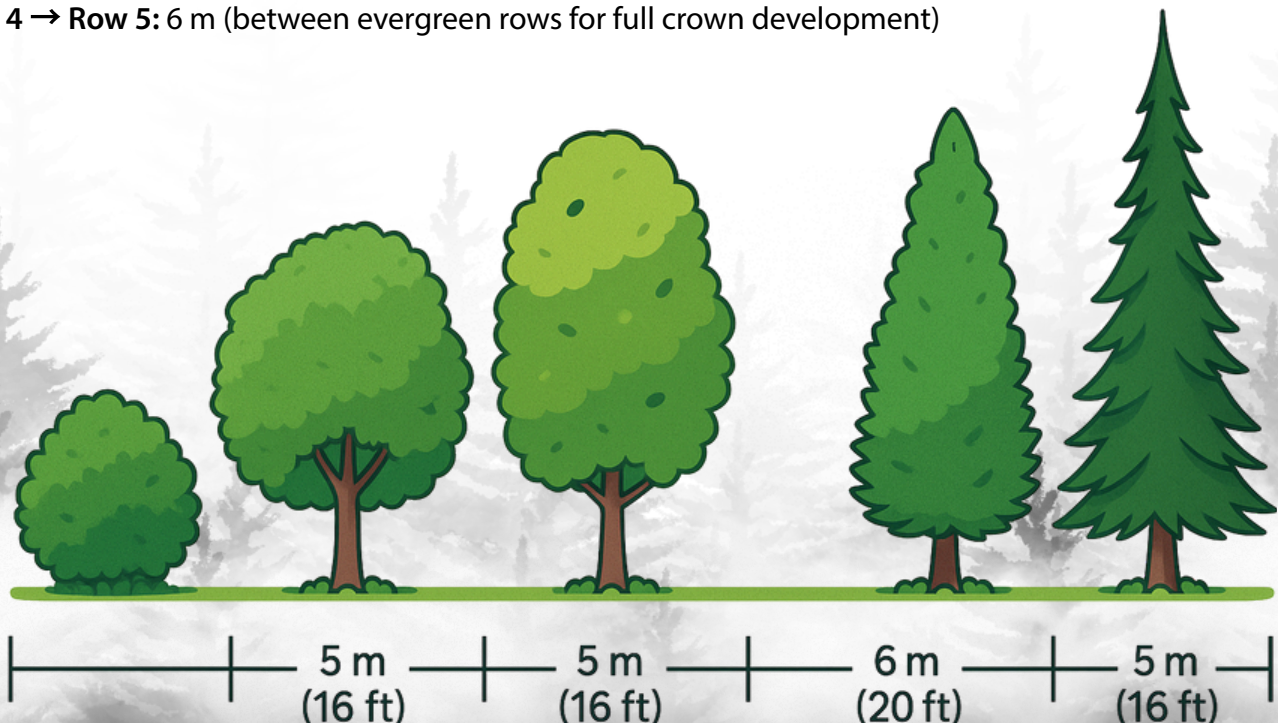 4 → Row 5: 6 m (between evergreen rows for full crown development)
5 m 5 m 6 m 5 m
(16 ft) (16 ft) (20 ft) (16 ft)